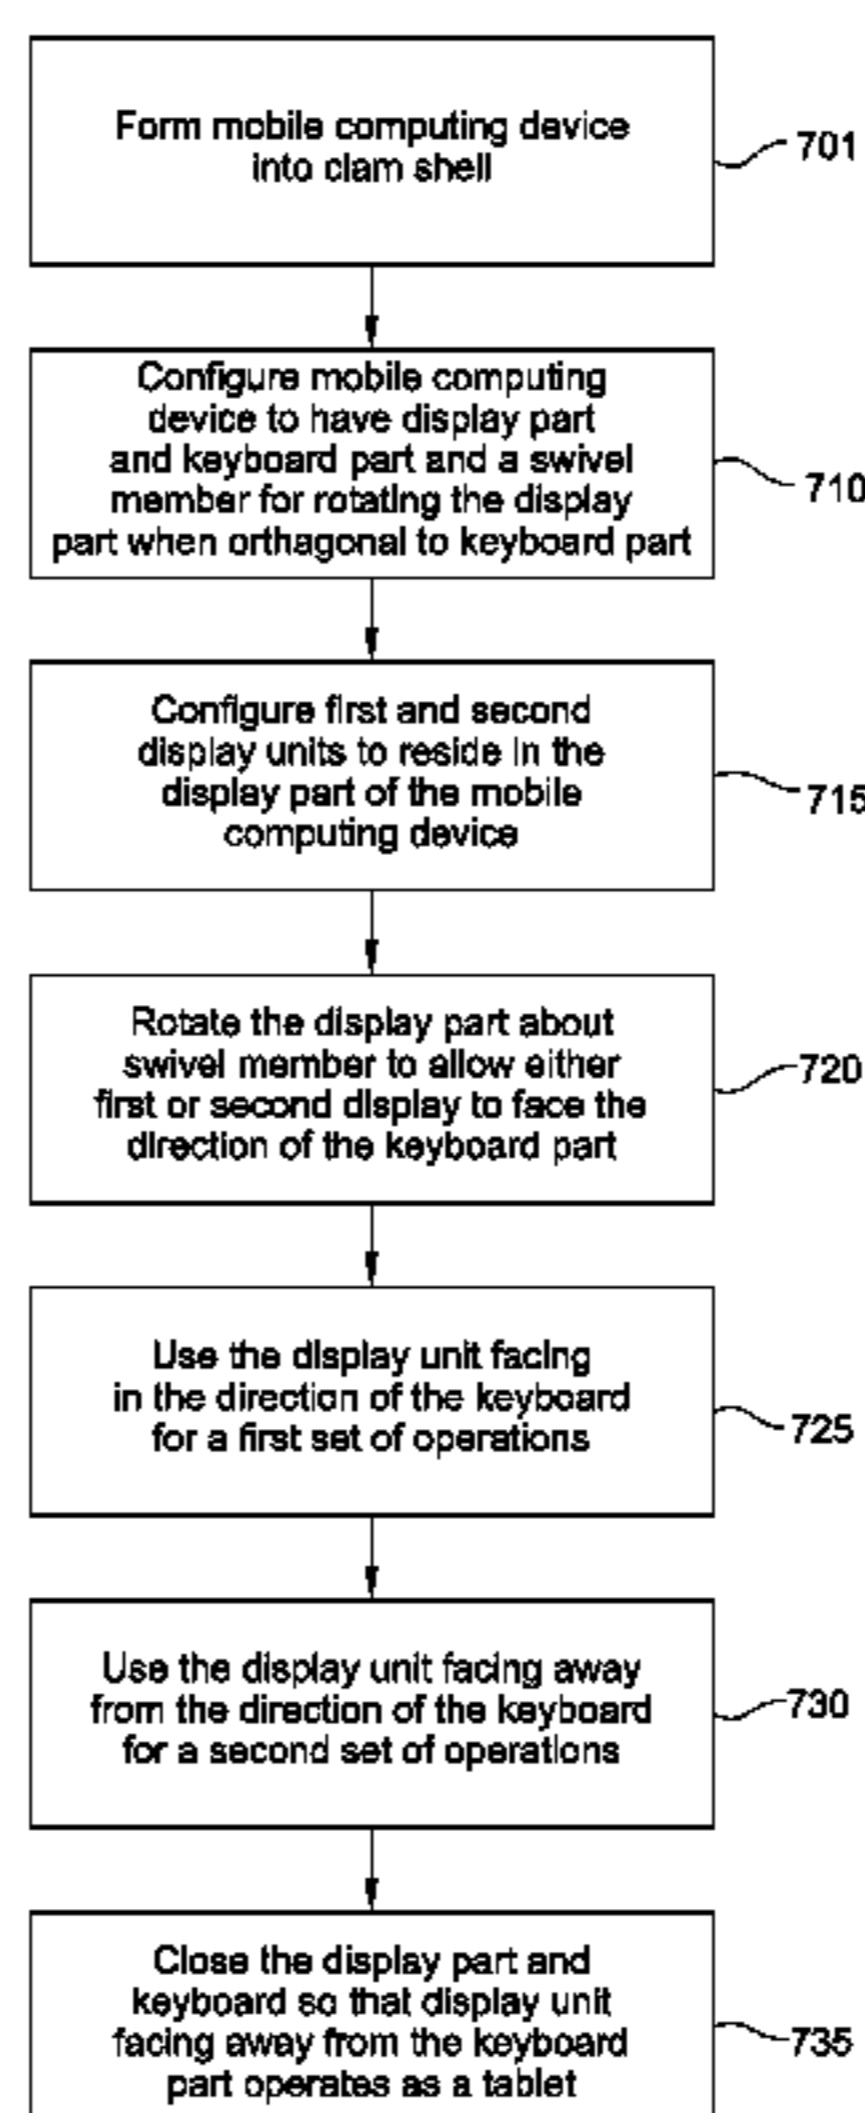 Form mobile computing device
into clam shell
701
Configure mobile computing
device to have display part
and keyboard part and a swivel
member for rotating the display
part when orthagonal to keyboard part
710
Configure first and second
display units to reside in the
display part of the mobile
computing device
715
Rotate the display part about
swivel member to allow either
first or second display to face the
direction of the keyboard part
720
Use the display unit facing
in the direction of the keyboard
for a first set of operations
725
Use the display unit facing away
from the direction of the keyboard
for a second set of operations
730
Close the display part and
keyboard so that display unit
facing away from the keyboard
part operates as a tablet
735